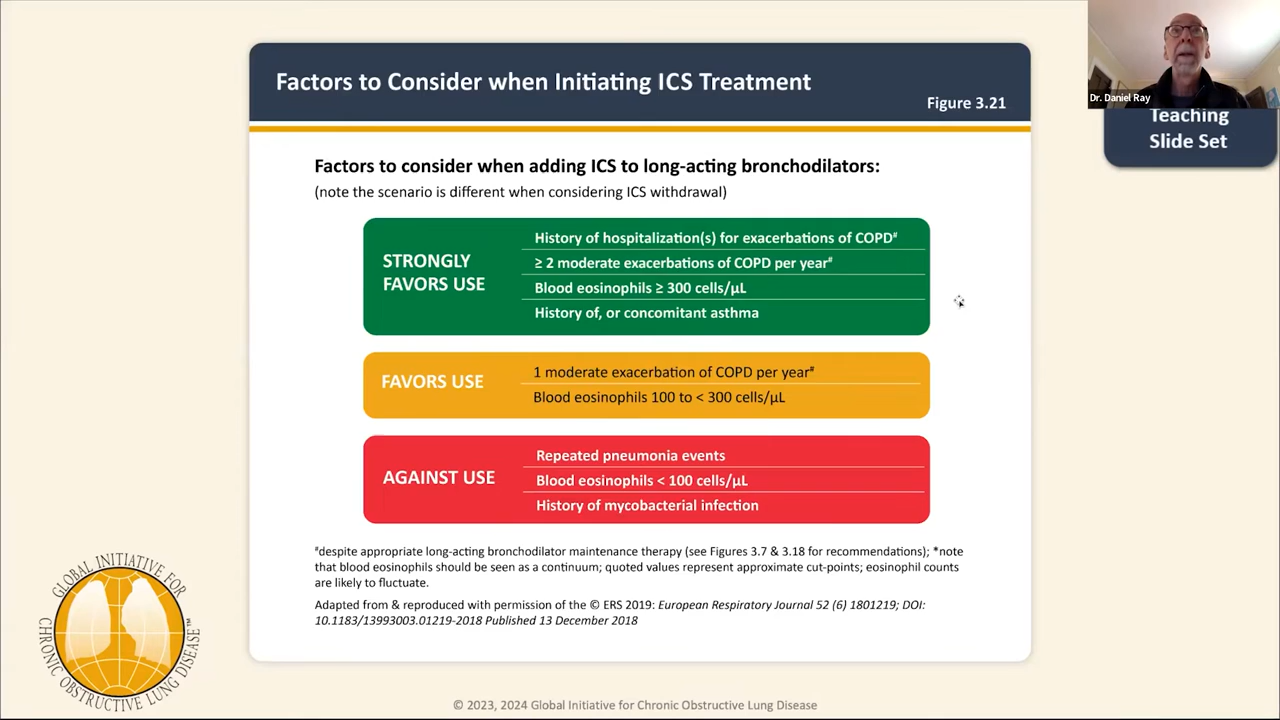 Factors to Consider when Initiating ICS Treatment
Figure 3.21
Dr. Daniel Ray
Teaching
Slide Set
Factors to consider when adding ICS to long-acting bronchodilators:
(note the scenario is different when considering ICS withdrawal)
STRONGLY
FAVORS USE
History of hospitalization(s) for exacerbations of COPD#
≥ 2 moderate exacerbations of COPD per year#
Blood eosinophils ≥ 300 cells/µL
History of, or concomitant asthma
FAVORS USE
1 moderate exacerbation of COPD per year#
Blood eosinophils 100 to < 300 cells/µL
AGAINST USE
Repeated pneumonia events
Blood eosinophils < 100 cells/µL
History of mycobacterial infection
#despite appropriate long-acting bronchodilator maintenance therapy (see Figures 3.7 & 3.18 for recommendations); *note
that blood eosinophils should be seen as a continuum; quoted values represent approximate cut-points; eosinophil counts
are likely to fluctuate.
Adapted from & reproduced with permission of the © ERS 2019: European Respiratory Journal 52 (6) 1801219; DOI:
10.1183/13993003.01219-2018 Published 13 December 2018
GLOBAL INITIATIVE FOR
CHRONIC OBSTRUCTIVE LUNG DISEASE™
© 2023, 2024 Global Initiative for Chronic Obstructive Lung Disease